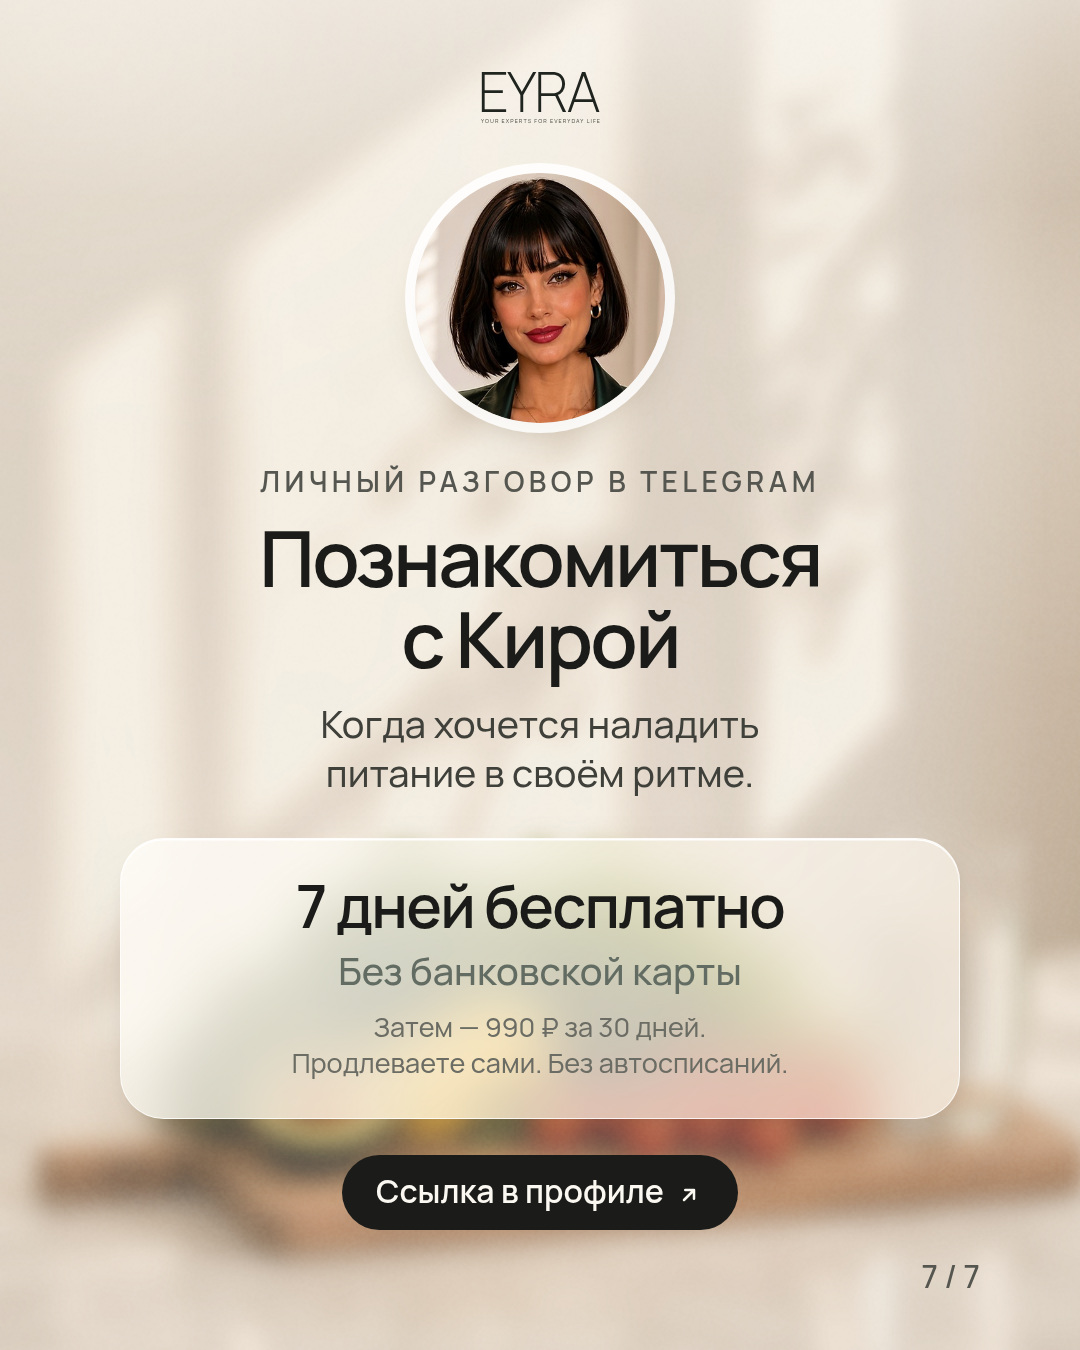 EYRA
YOUR EXPERTS FOR EVERYDAY LIFE
ЛИЧНЫЙ РАЗГОВОР В TELEGRAM
Познакомиться
с Кирой
Когда хочется наладить
питание в своём ритме.
7 дней бесплатно
Без банковской карты
Затем — 990 ₽ за 30 дней.
Продлеваете сами. Без автосписаний.
Ссылка в профиле ↗
7 / 7